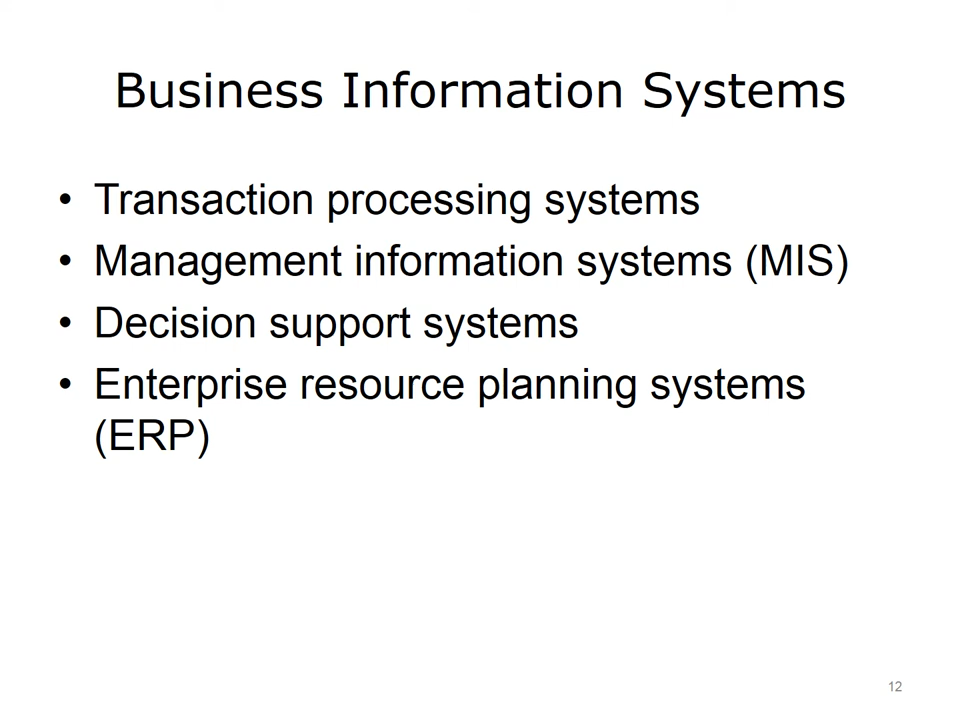 Business Information Systems
• Transaction processing systems
• Management information systems (MIS)
• Decision support systems
• Enterprise resource planning systems
(ERP)
12